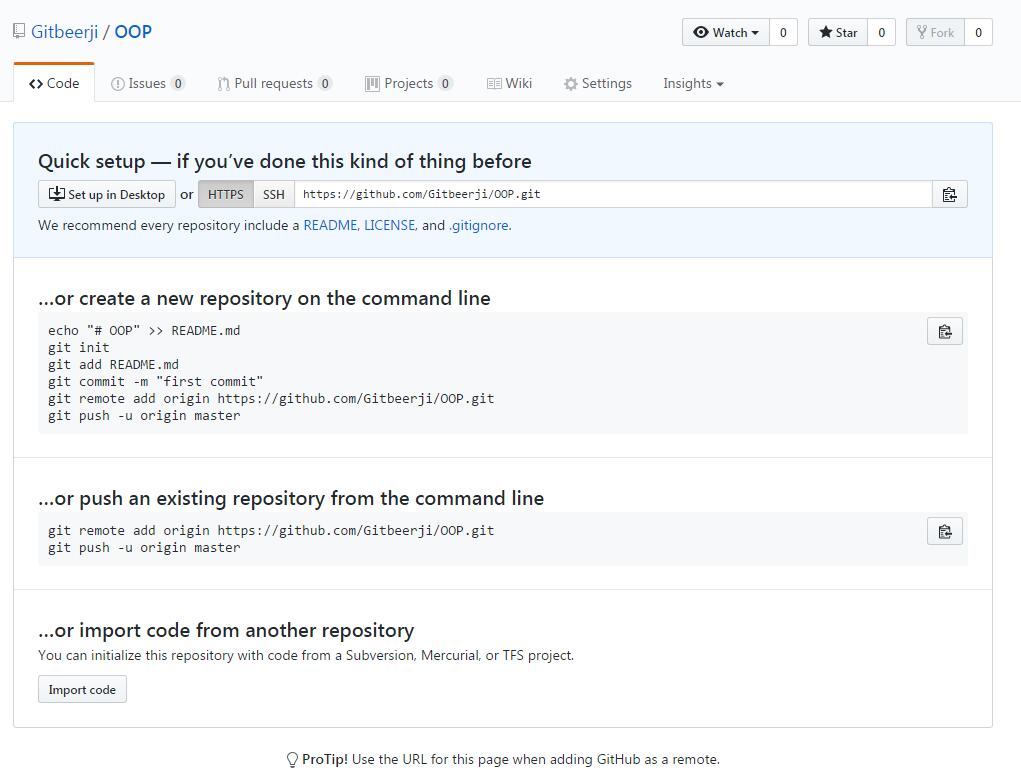 Gitbeerji / OOP
Watch 0 Star 0 Fork 0
Code Issues 0 Pull requests 0 Projects 0 Wiki Settings Insights
Quick setup — if you’ve done this kind of thing before
Set up in Desktop or HTTPS SSH https://github.com/Gitbeerji/OOP.git
We recommend every repository include a README, LICENSE, and .gitignore.
…or create a new repository on the command line
echo "# OOP" >> README.md
git init
git add README.md
git commit -m "first commit"
git remote add origin https://github.com/Gitbeerji/OOP.git
git push -u origin master
…or push an existing repository from the command line
git remote add origin https://github.com/Gitbeerji/OOP.git
git push -u origin master
…or import code from another repository
You can initialize this repository with code from a Subversion, Mercurial, or TFS project.
Import code
ProTip! Use the URL for this page when adding GitHub as a remote.